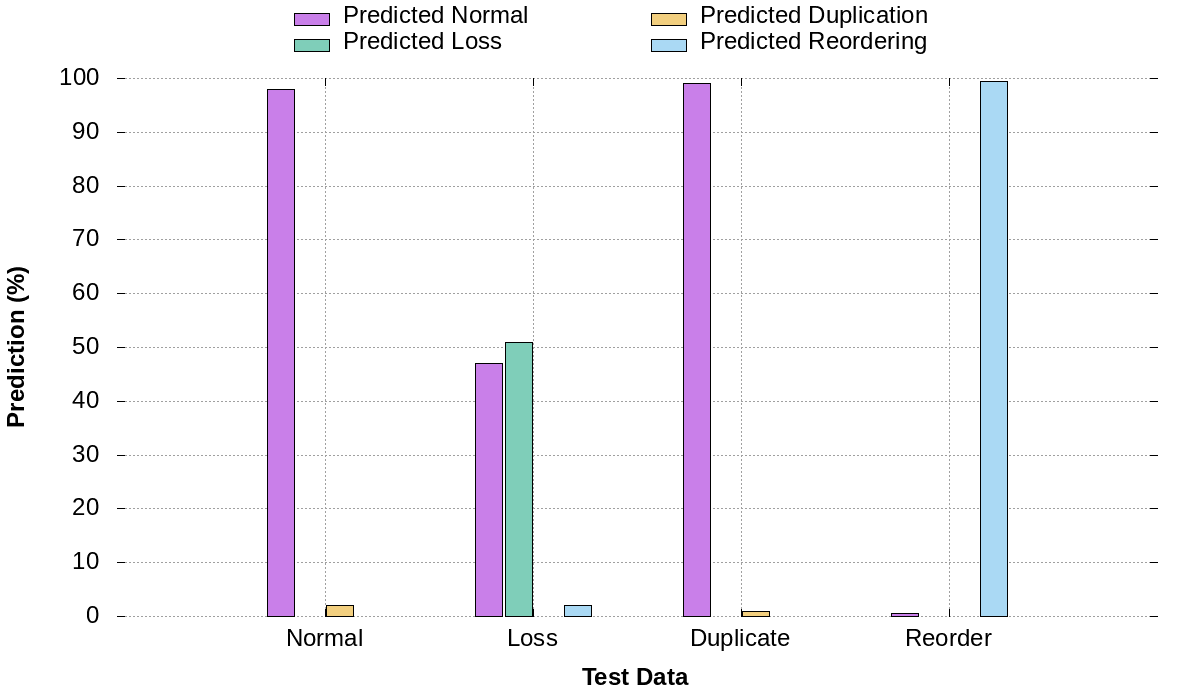 Predicted Normal
Predicted Loss
Predicted Duplication
Predicted Reordering
Prediction (%)
100
90
80
70
60
50
40
30
20
10
0
Normal Loss Duplicate Reorder
Test Data